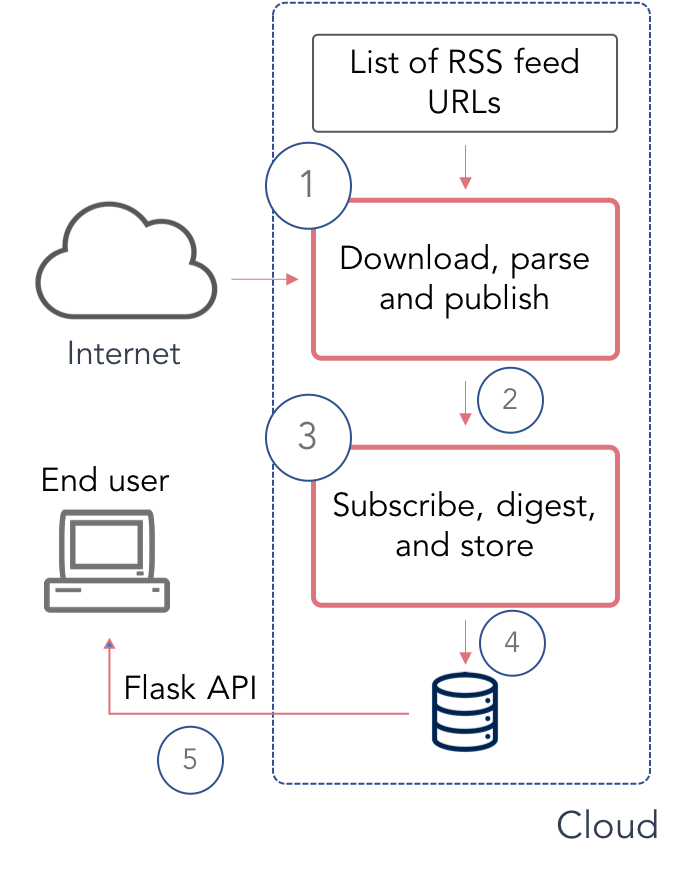 List of RSS feed
URLs
1
Download, parse
and publish
Internet
2
3
End user
Subscribe, digest,
and store
4
Flask API
5
Cloud